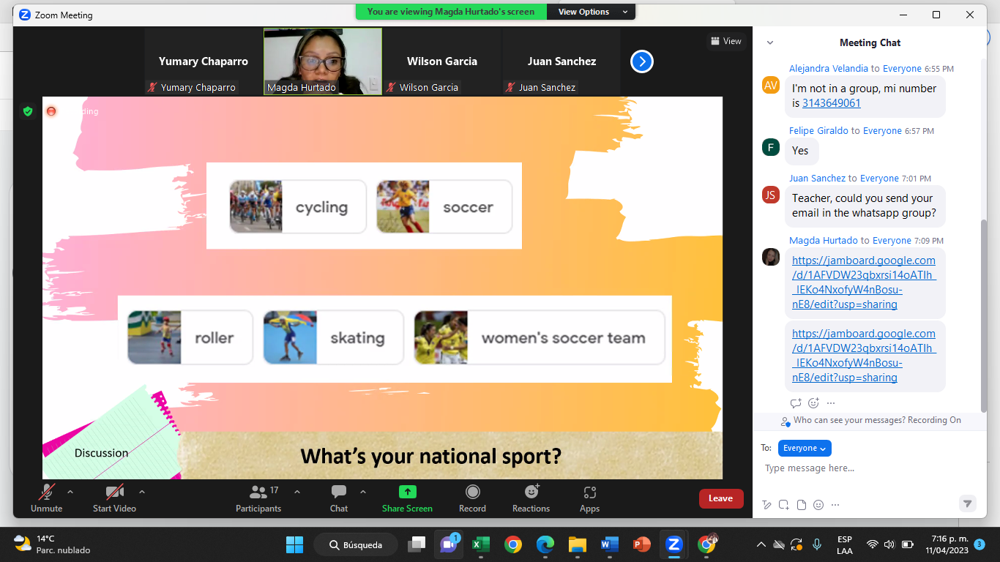 Zoom Meeting
You are viewing Magda Hurtado's screen
View Options
View
Yumary Chaparro
Wilson Garcia
Juan Sanchez
Yumary Chaparro
Magda Hurtado
Wilson Garcia
Juan Sanchez
cycling
soccer
roller
skating
women's soccer team
Discussion
What's your national sport?
Meeting Chat
Alejandra Velandia to Everyone 6:55 PM
AV
I'm not in a group, mi number
is 3143649061
Felipe Giraldo to Everyone 6:57 PM
F
Yes
Juan Sanchez to Everyone 7:01 PM
JS
Teacher, could you send your
email in the whatsapp group?
Magda Hurtado to Everyone 7:09 PM
https://jamboard.google.com
/d/1AFVDW23qbxrsi14oATIh_
_IEKo4NxofyW4nBosu-
nE8/edit?usp=sharing
https://jamboard.google.com
/d/1AFVDW23qbxrsi14oATIh_
_IEKo4NxofyW4nBosu-
nE8/edit?usp=sharing
Who can see your messages? Recording On
To: Everyone
Type message here...
Unmute
Start Video
17
Participants
Chat
Share Screen
Record
Reactions
Apps
Leave
14°C
Parc. nublado
Búsqueda
1
ESP
LAA
7:16 p. m.
11/04/2023
3